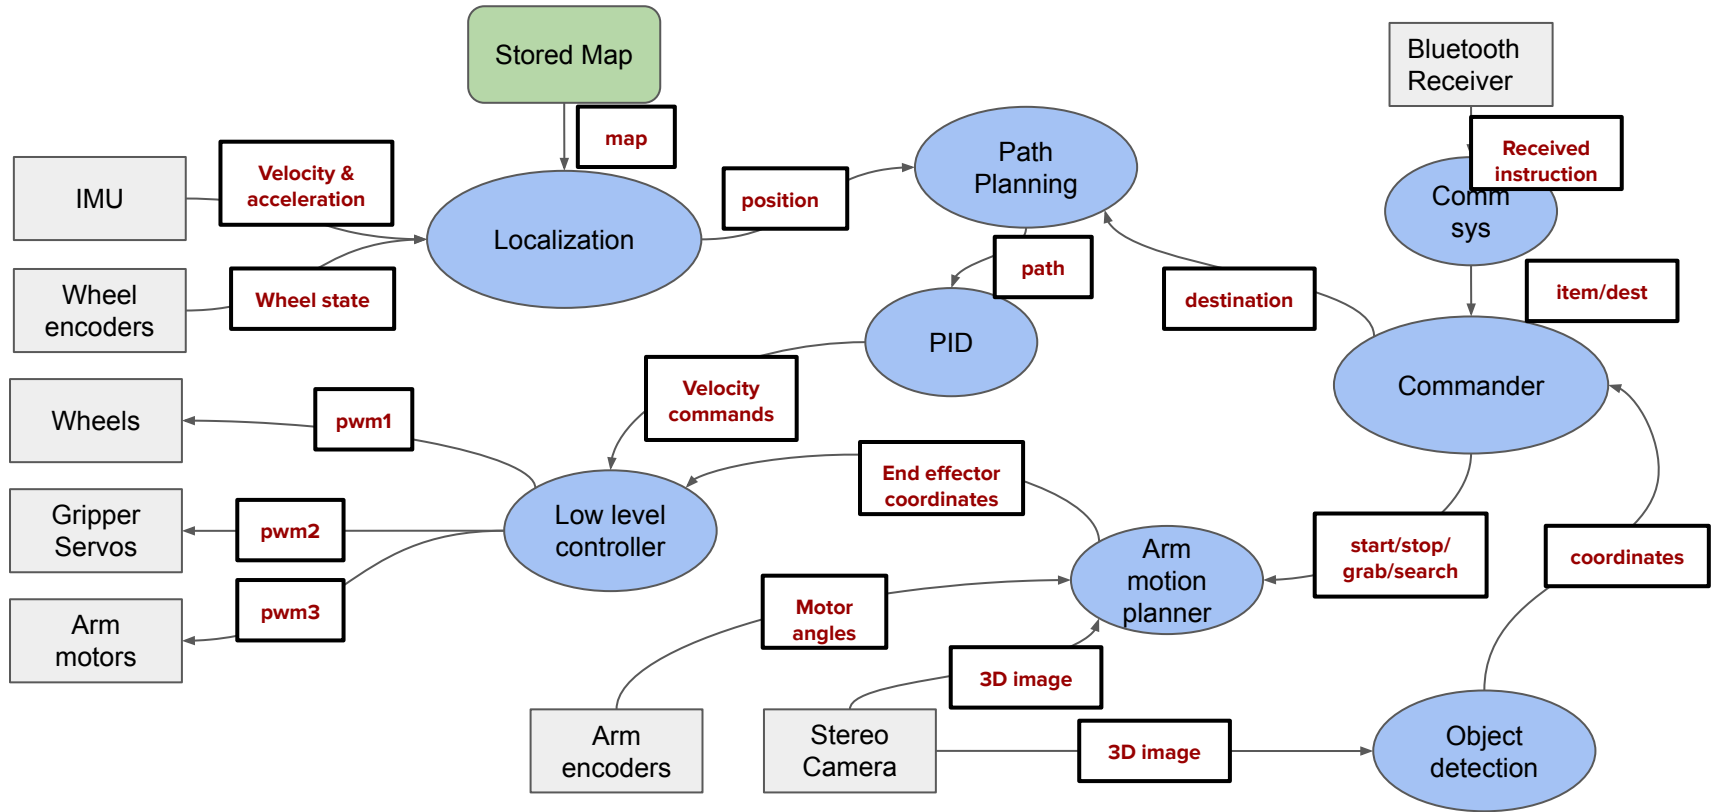 Stored Map
Bluetooth
Receiver
map
Velocity &
acceleration
Path
Planning
Received
instruction
IMU
position
Comm
sys
Localization
path
Wheel
encoders
Wheel state
destination
item/dest
PID
Velocity
commands
Commander
Wheels
pwm1
End effector
coordinates
Gripper
Servos
pwm2
Low level
controller
start/stop/
grab/search
coordinates
Arm
motion
planner
pwm3
Motor
angles
Arm
motors
3D image
Arm
encoders
Stereo
Camera
3D image
Object
detection